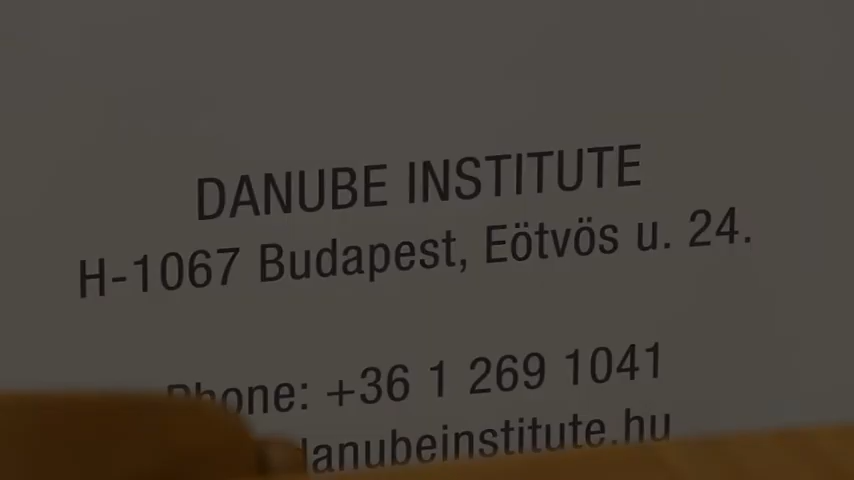 DANUBE INSTITUTE
H-1067 Budapest, Eötvös u. 24.
Phone: +36 1 269 1041
danubeinstitute.hu